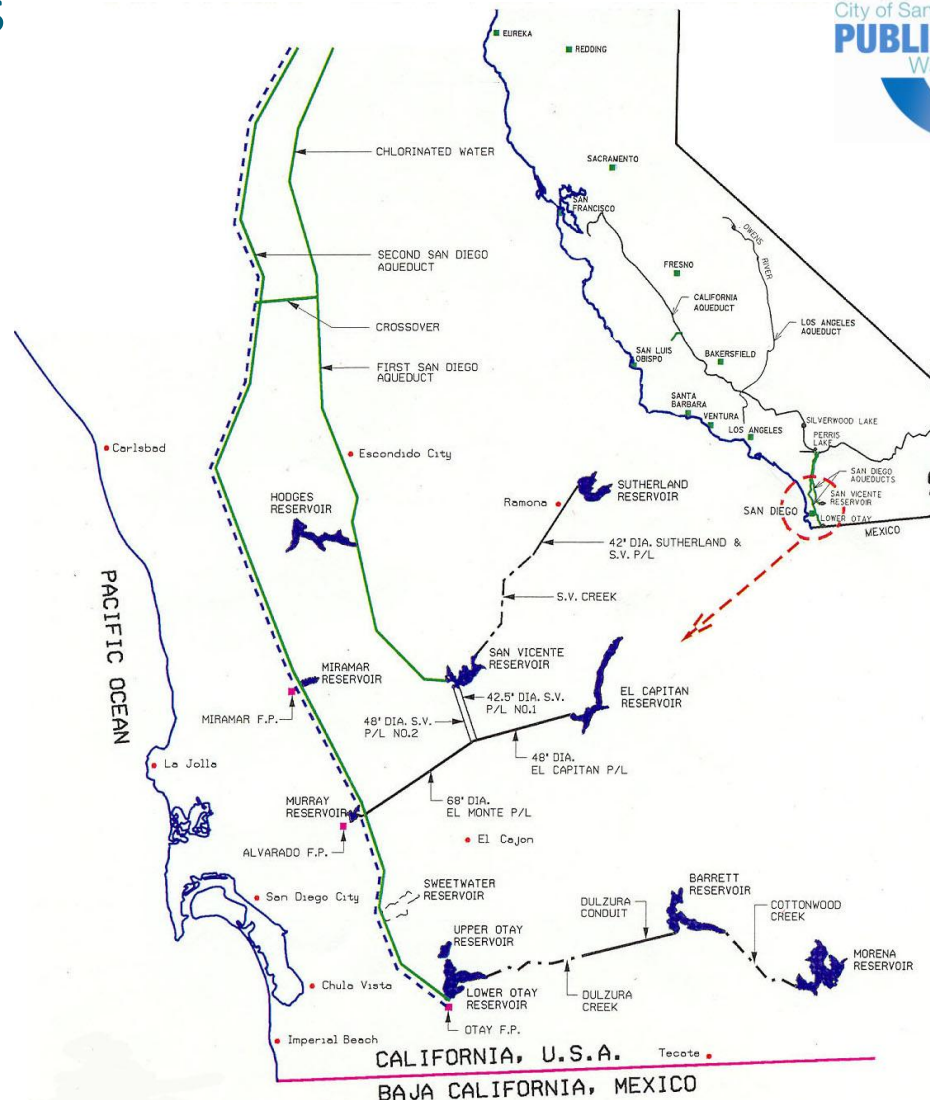 S
City of San
PUBLI
Wa
EUREKA
REDDING
CHLORINATED WATER
SACRAMENTO
SAN
FRANCISCO
OWENS
RIVER
SECOND SAN DIEGO
AQUEDUCT
FRESNO
CALIFORNIA
AQUEDUCT
CROSSOVER
LOS ANGELES
AQUEDUCT
FIRST SAN DIEGO
AQUEDUCT
SAN LUIS
OBISPO
BAKERSFIELD
SANTA
BARBARA
VENTURA
LOS ANGELES
SILVERWOOD LAKE
PERRIS
LAKE
Carlsbad
Escondido City
SAN DIEGO
AQUEDUCTS
SAN VICENTE
RESERVOIR
SAN DIEGO
LOWER OTAY
MEXICO
HODGES
RESERVOIR
Ramona
SUTHERLAND
RESERVOIR
42" DIA. SUTHERLAND &
S.V. P/L
S.V. CREEK
PACIFIC OCEAN
MIRAMAR
RESERVOIR
SAN VICENTE
RESERVOIR
EL CAPITAN
RESERVOIR
MIRAMAR F.P.
42.5" DIA. S.V.
P/L NO.1
48" DIA. S.V.
P/L NO.2
48" DIA.
EL CAPITAN P/L
La Jolla
68" DIA.
EL MONTE P/L
MURRAY
RESERVOIR
ALVARADO F.P.
El Cajon
San Diego City
SWEETWATER
RESERVOIR
BARRETT
RESERVOIR
DULZURA
CONDUIT
COTTONWOOD
CREEK
UPPER OTAY
RESERVOIR
MORENA
RESERVOIR
Chula Vista
LOWER OTAY
RESERVOIR
DULZURA
CREEK
OTAY F.P.
Imperial Beach
CALIFORNIA, U.S.A.
Tecate
BAJA CALIFORNIA, MEXICO